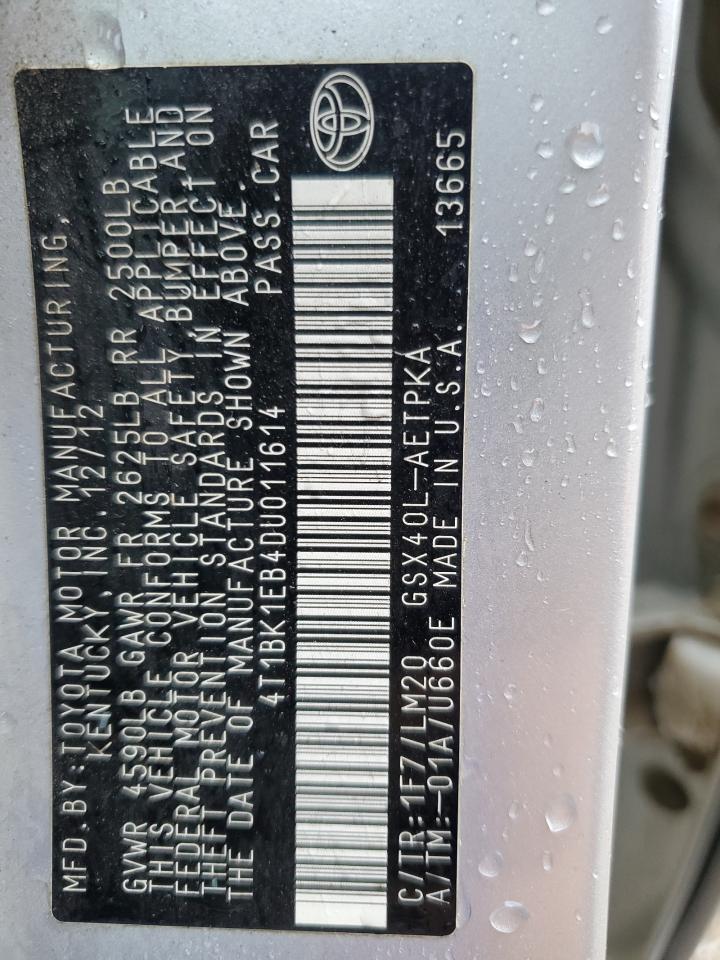 MFD.BY:TOYOTA MOTOR MANUFACTURING,
KENTUCKY, INC. 12/12
GVWR 4590LB GAWR FR 2625LB RR 2500LB
THIS VEHICLE CONFORMS TO ALL APPLICABLE
FEDERAL MOTOR VEHICLE SAFETY BUMPER,AND
THEFT PREVENTION STANDARDS IN EFFECT ON
THE DATE OF MANUFACTURE SHOWN ABOVE.
4T1BK1EB4DU011614 PASS.CAR
C/TR:1F7/LM20 GSX40L-AETPKA
A/TM:-01A/U660E MADE IN U.S.A. 13665